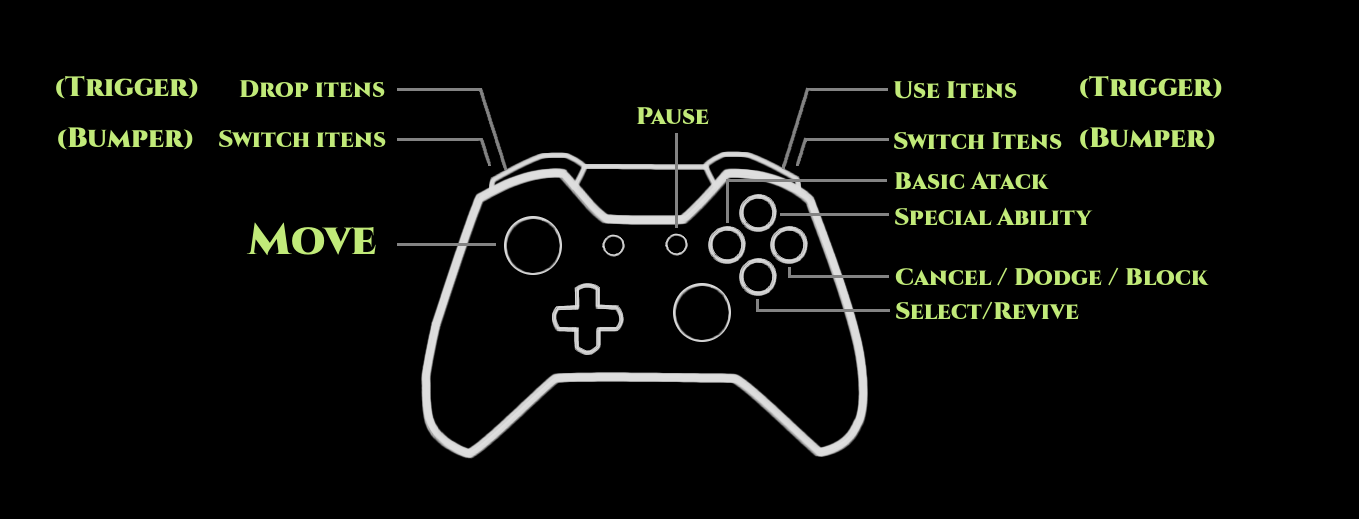 (Trigger) Drop itens
(Bumper) Switch itens
Move
Pause
Use Itens (Trigger)
Switch Itens (Bumper)
Basic Atack
Special Ability
Cancel / Dodge / Block
Select/Revive